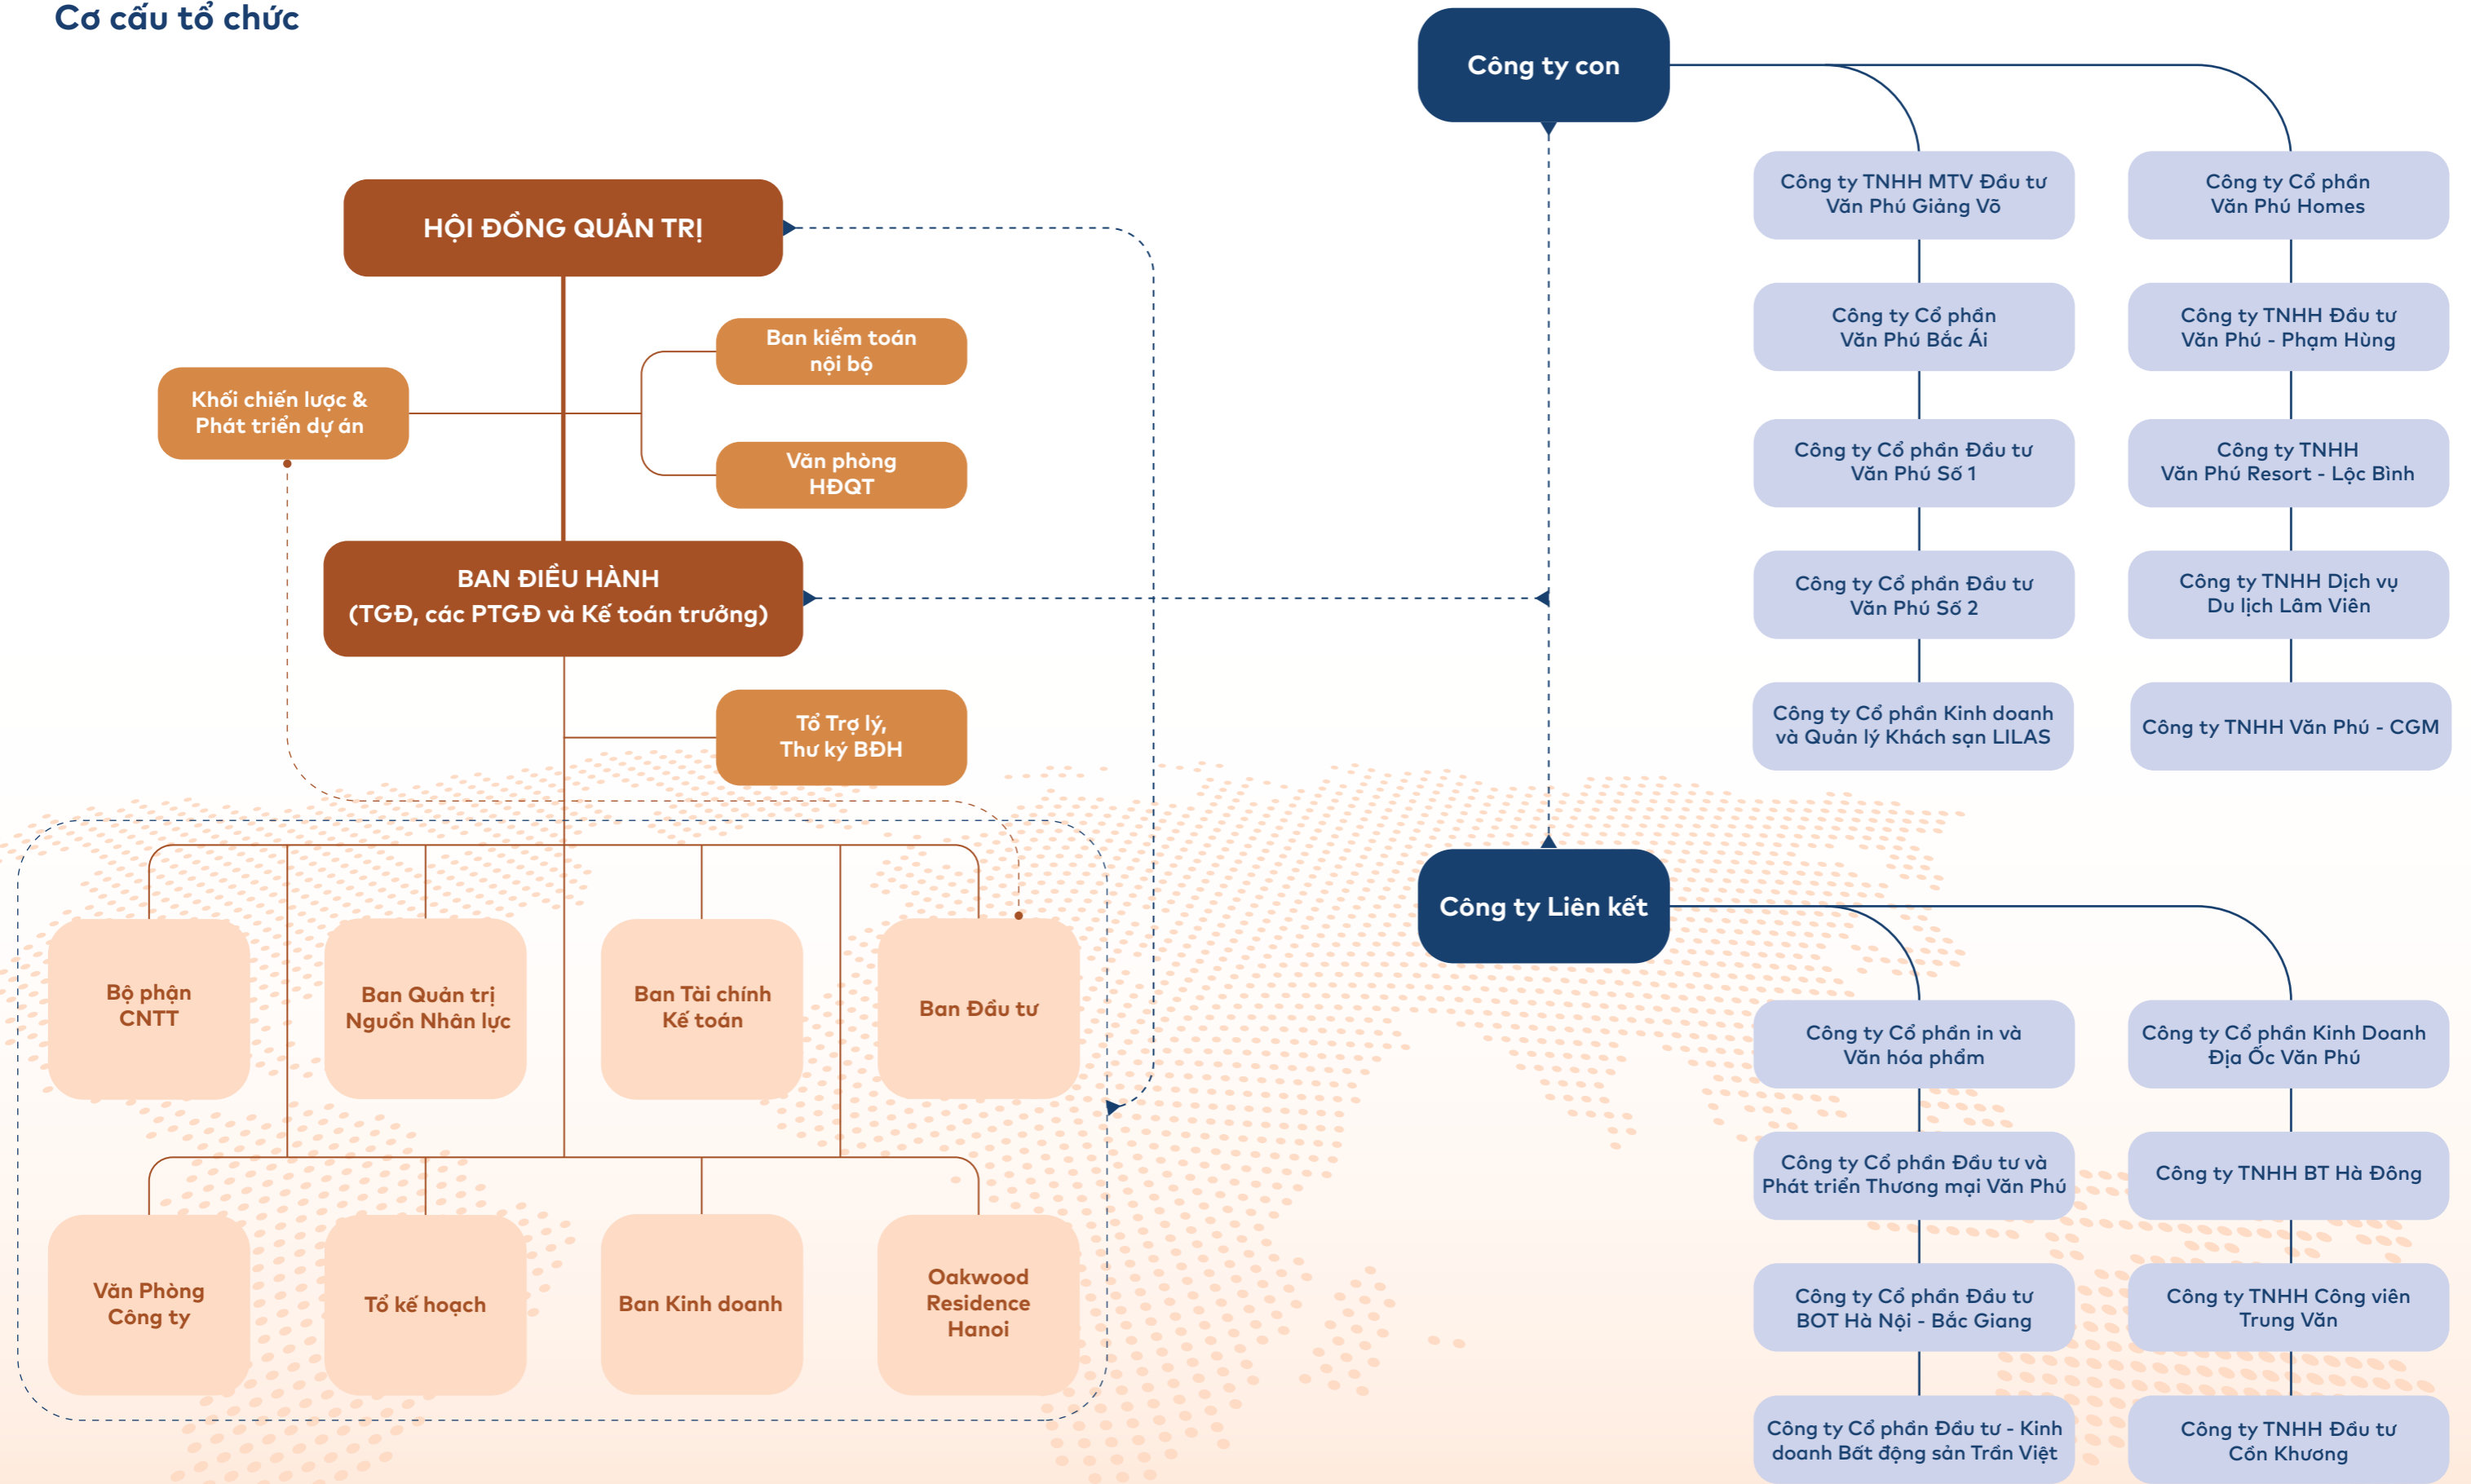 Cơ cấu tổ chức
HỘI ĐỒNG QUẢN TRỊ
Ban kiểm toán
nội bộ
Khối chiến lược &
Phát triển dự án
Văn phòng
HĐQT
BAN ĐIỀU HÀNH
(TGĐ, các PTGĐ và Kế toán trưởng)
Tổ Trợ lý,
Thư ký BĐH
Bộ phận
CNTT
Ban Quản trị
Nguồn Nhân lực
Ban Tài chính
Kế toán
Ban Đầu tư
Văn Phòng
Công ty
Tổ kế hoạch
Ban Kinh doanh
Oakwood
Residence
Hanoi
Công ty con
Công ty TNHH MTV Đầu tư
Văn Phú Giảng Võ
Công ty Cổ phần
Văn Phú Bắc Ái
Công ty Cổ phần Đầu tư
Văn Phú Số 1
Công ty Cổ phần Đầu tư
Văn Phú Số 2
Công ty Cổ phần Kinh doanh
và Quản lý Khách sạn LILAS
Công ty Cổ phần
Văn Phú Homes
Công ty TNHH Đầu tư
Văn Phú - Phạm Hùng
Công ty TNHH
Văn Phú Resort - Lộc Bình
Công ty TNHH Dịch vụ
Du lịch Lâm Viên
Công ty TNHH Văn Phú - CGM
Công ty Liên kết
Công ty Cổ phần in và
Văn hóa phẩm
Công ty Cổ phần Đầu tư và
Phát triển Thương mại Văn Phú
Công ty Cổ phần Đầu tư
BOT Hà Nội - Bắc Giang
Công ty Cổ phần Đầu tư - Kinh
doanh Bất động sản Trần Việt
Công ty Cổ phần Kinh Doanh
Địa Ốc Văn Phú
Công ty TNHH BT Hà Đông
Công ty TNHH Công viên
Trung Văn
Công ty TNHH Đầu tư
Cồn Khương